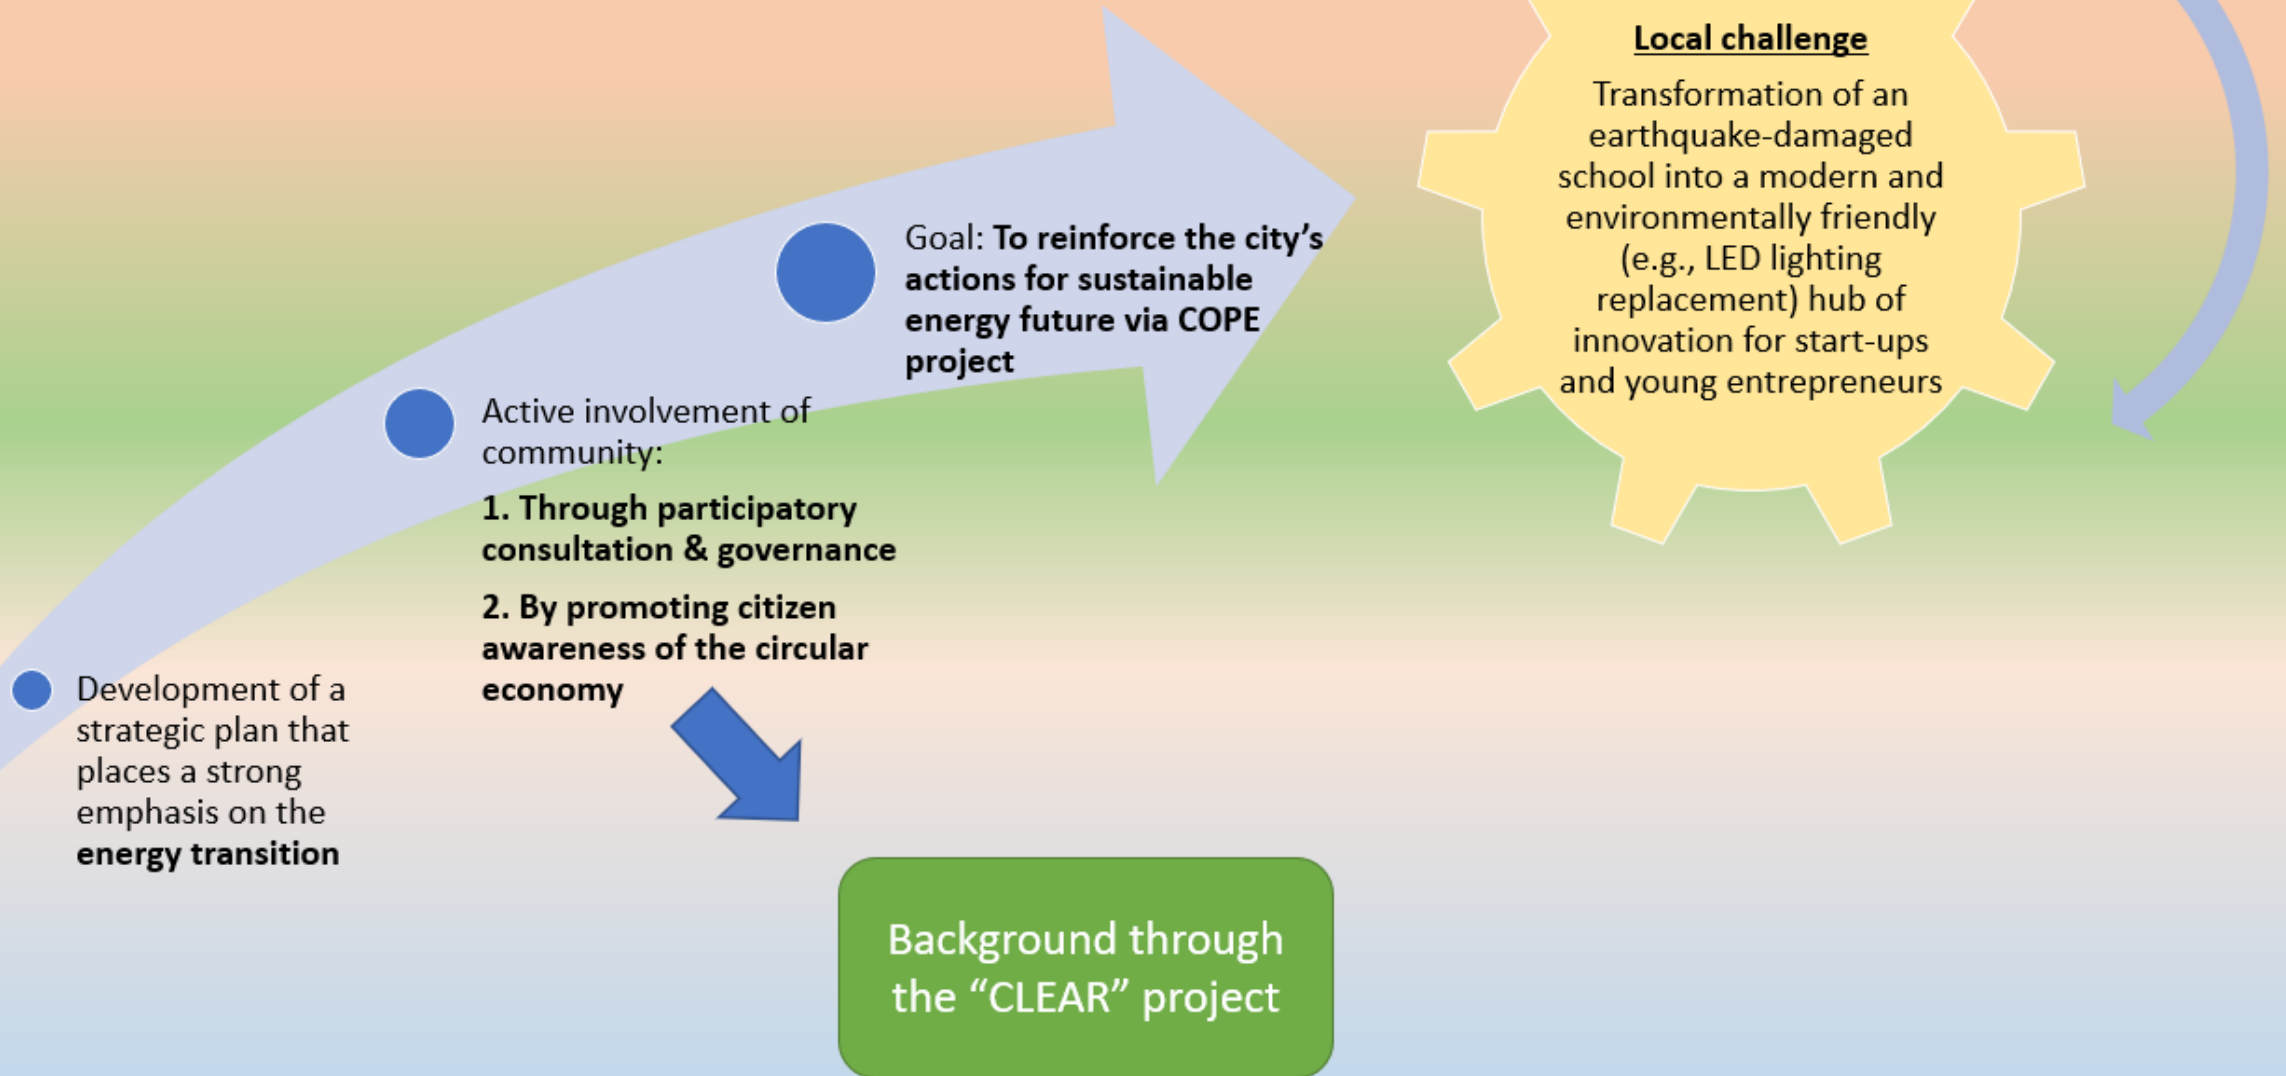 Local challenge
Transformation of an
earthquake-damaged
school into a modern and
environmentally friendly
(e.g., LED lighting
replacement) hub of
innovation for start-ups
and young entrepreneurs
Goal: To reinforce the city’s
actions for sustainable
energy future via COPE
project
Active involvement of
community:
1. Through participatory
consultation & governance
2. By promoting citizen
awareness of the circular
economy
Development of a
strategic plan that
places a strong
emphasis on the
energy transition
Background through
the “CLEAR” project